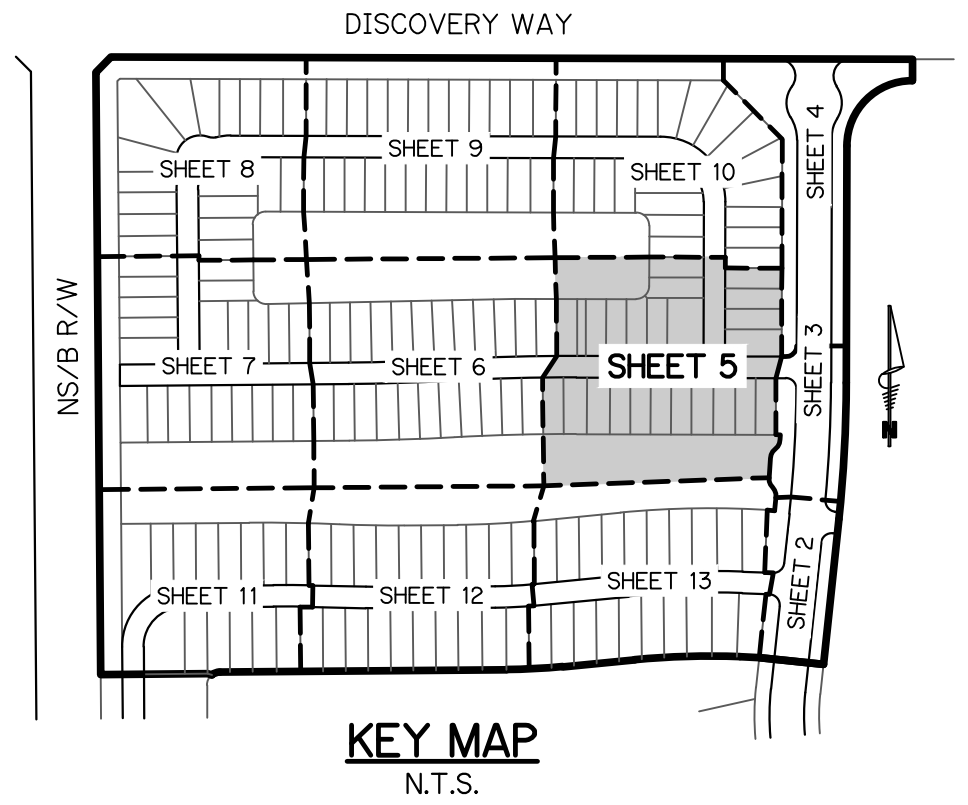 DISCOVERY WAY
SHEET 4
SHEET 9
SHEET 8
SHEET 10
NS/B R/W
SHEET 3
SHEET 7
SHEET 6
SHEET 5
N
SHEET 2
SHEET 11
SHEET 12
SHEET 13
KEY MAP
N.T.S.